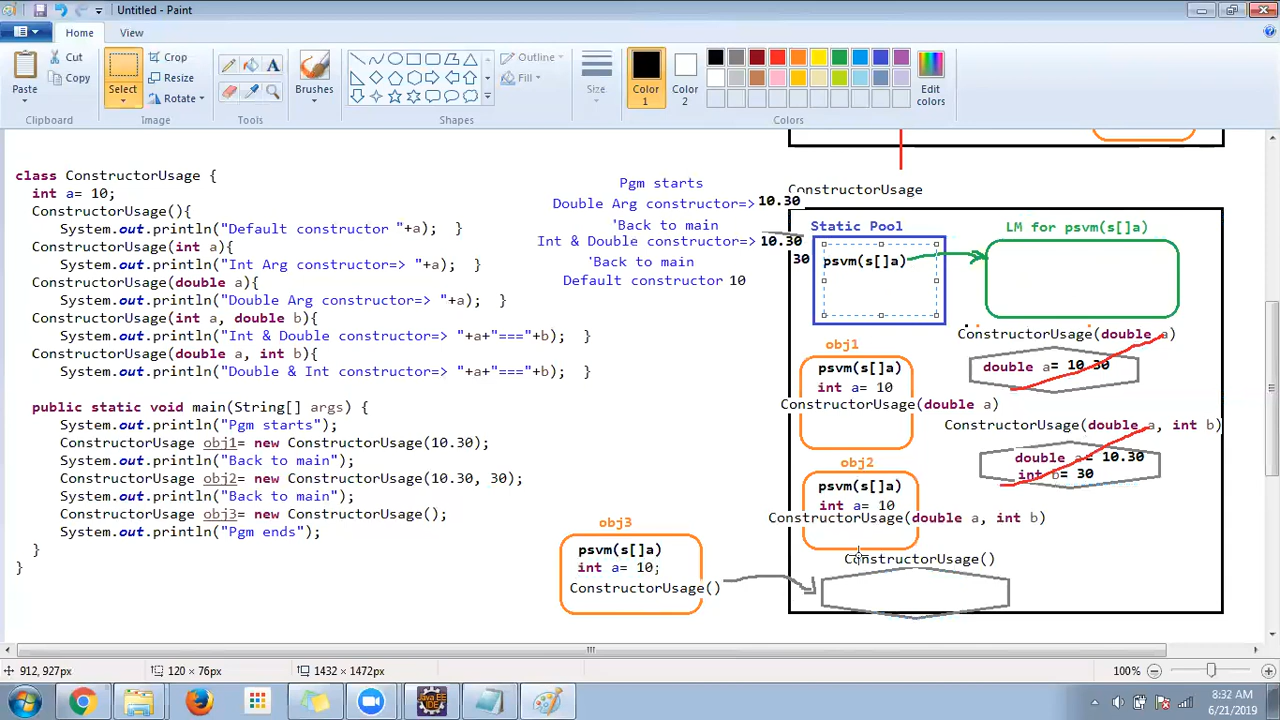 Untitled - Paint
Home
View
Paste
Cut
Copy
Clipboard
Select
Crop
Resize
Rotate
Image
Tools
Brushes
Outline
Fill
Shapes
Size
Color 1
Color 2
Edit colors
Colors
class ConstructorUsage {
int a= 10;
ConstructorUsage(){
System.out.println("Default constructor "+a); }
ConstructorUsage(int a){
System.out.println("Int Arg constructor=> "+a); }
ConstructorUsage(double a){
System.out.println("Double Arg constructor=> "+a); }
ConstructorUsage(int a, double b){
System.out.println("Int & Double constructor=> "+a+"==="+b); }
ConstructorUsage(double a, int b){
System.out.println("Double & Int constructor=> "+a+"==="+b); }
public static void main(String[] args) {
System.out.println("Pgm starts");
ConstructorUsage obj1= new ConstructorUsage(10.30);
System.out.println("Back to main");
ConstructorUsage obj2= new ConstructorUsage(10.30, 30);
System.out.println("Back to main");
ConstructorUsage obj3= new ConstructorUsage();
System.out.println("Pgm ends");
}
}
Pgm starts
Double Arg constructor=> 10.30
'Back to main
Int & Double constructor=> 10.30
30
'Back to main
Default constructor 10
ConstructorUsage
Static Pool
psvm(s[]a)
LM for psvm(s[]a)
obj1
psvm(s[]a)
int a= 10
ConstructorUsage(double a)
ConstructorUsage(double a)
double a= 10.30
obj2
psvm(s[]a)
int a= 10
ConstructorUsage(double a, int b)
ConstructorUsage(double a, int b)
double a= 10.30
int b= 30
obj3
psvm(s[]a)
int a= 10;
ConstructorUsage()
ConstructorUsage()
912, 927px
120 × 76px
1432 × 1472px
100%
Java EE
IDE
8:32 AM
6/21/2019